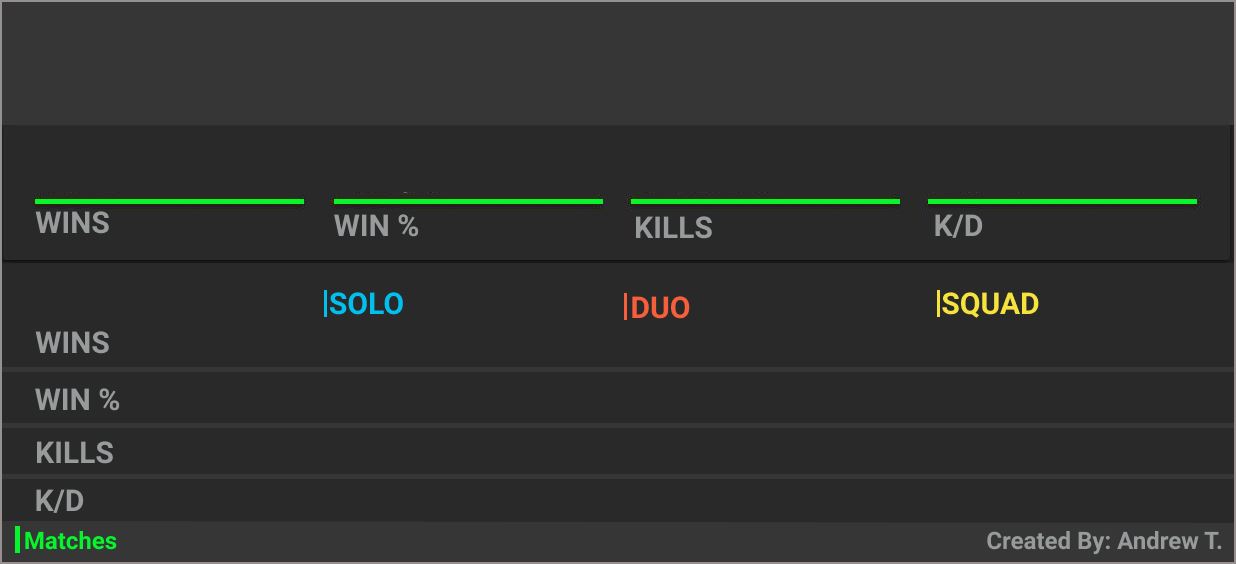 WINS WIN % KILLS K/D
|SOLO |DUO |SQUAD
WINS
WIN %
KILLS
K/D
Matches Created By: Andrew T.